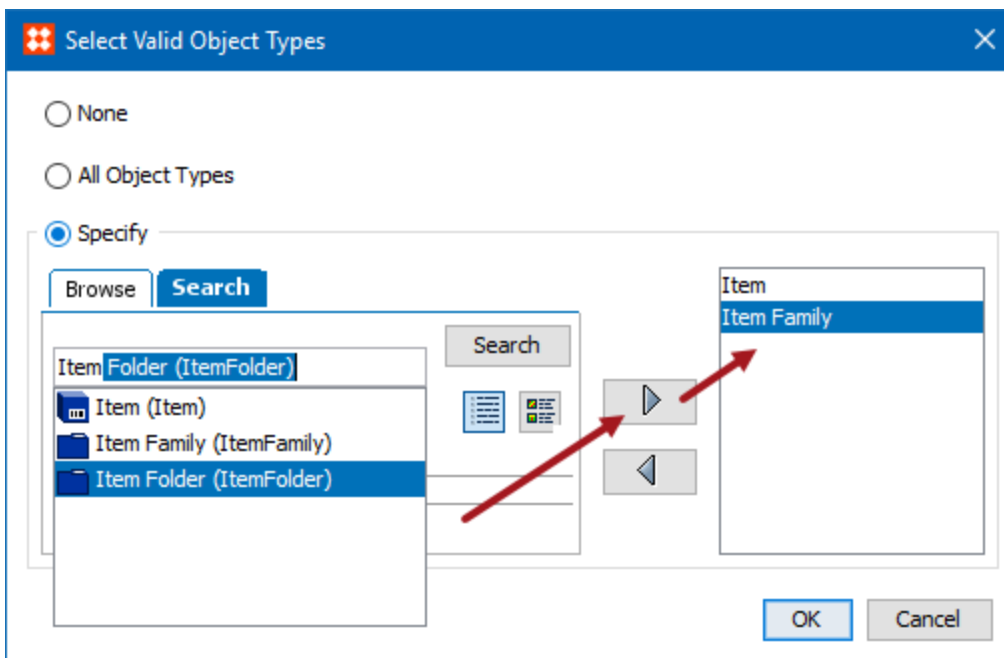 Select Valid Object Types
None
All Object Types
Specify
Browse
Search
Search
Item Folder (ItemFolder)
Item (Item)
Item Family (ItemFamily)
Item Folder (ItemFolder)
Item
Item Family
OK
Cancel